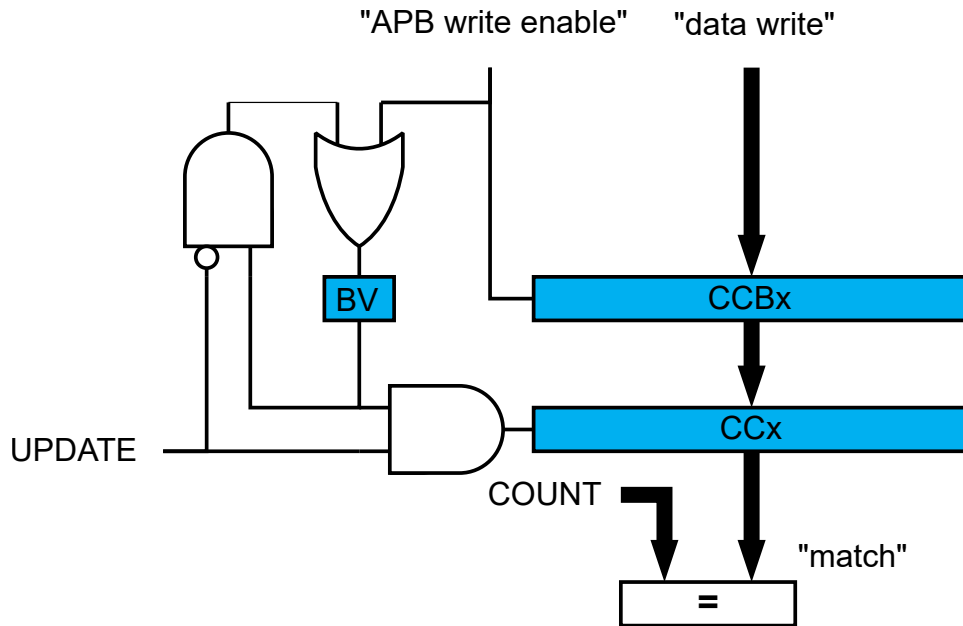 "APB write enable"
"data write"
BV
CCBx
UPDATE
CCx
COUNT
"match"
=